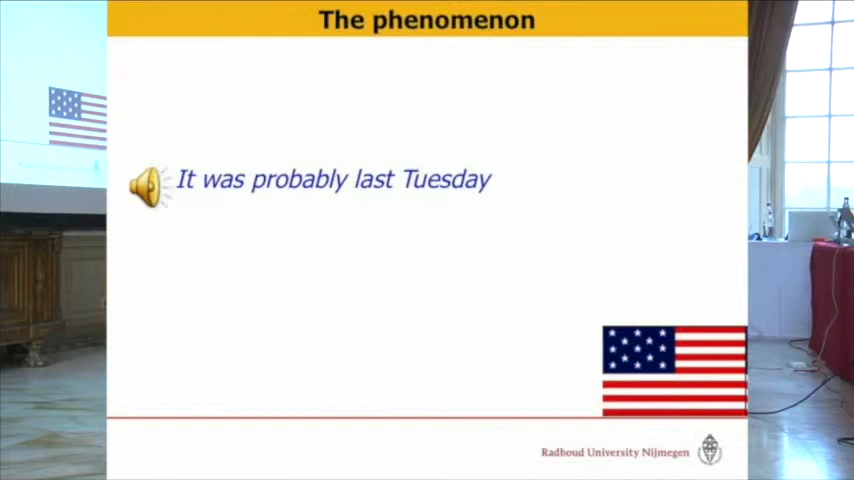 The phenomenon
It was probably last Tuesday
Radboud University Nijmegen